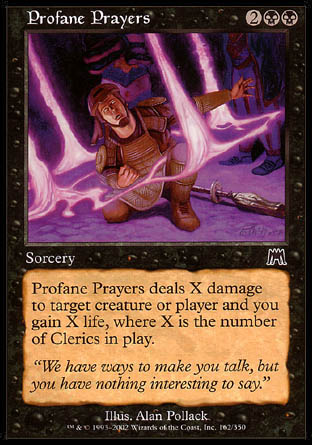 Profane Prayers 2
Sorcery
Profane Prayers deals X damage
to target creature or player and you
gain X life, where X is the number
of Clerics in play.
“We have ways to make you talk, but
you have nothing interesting to say.”
Illus. Alan Pollack
™ & © 1993–2002 Wizards of the Coast, Inc. 162/350